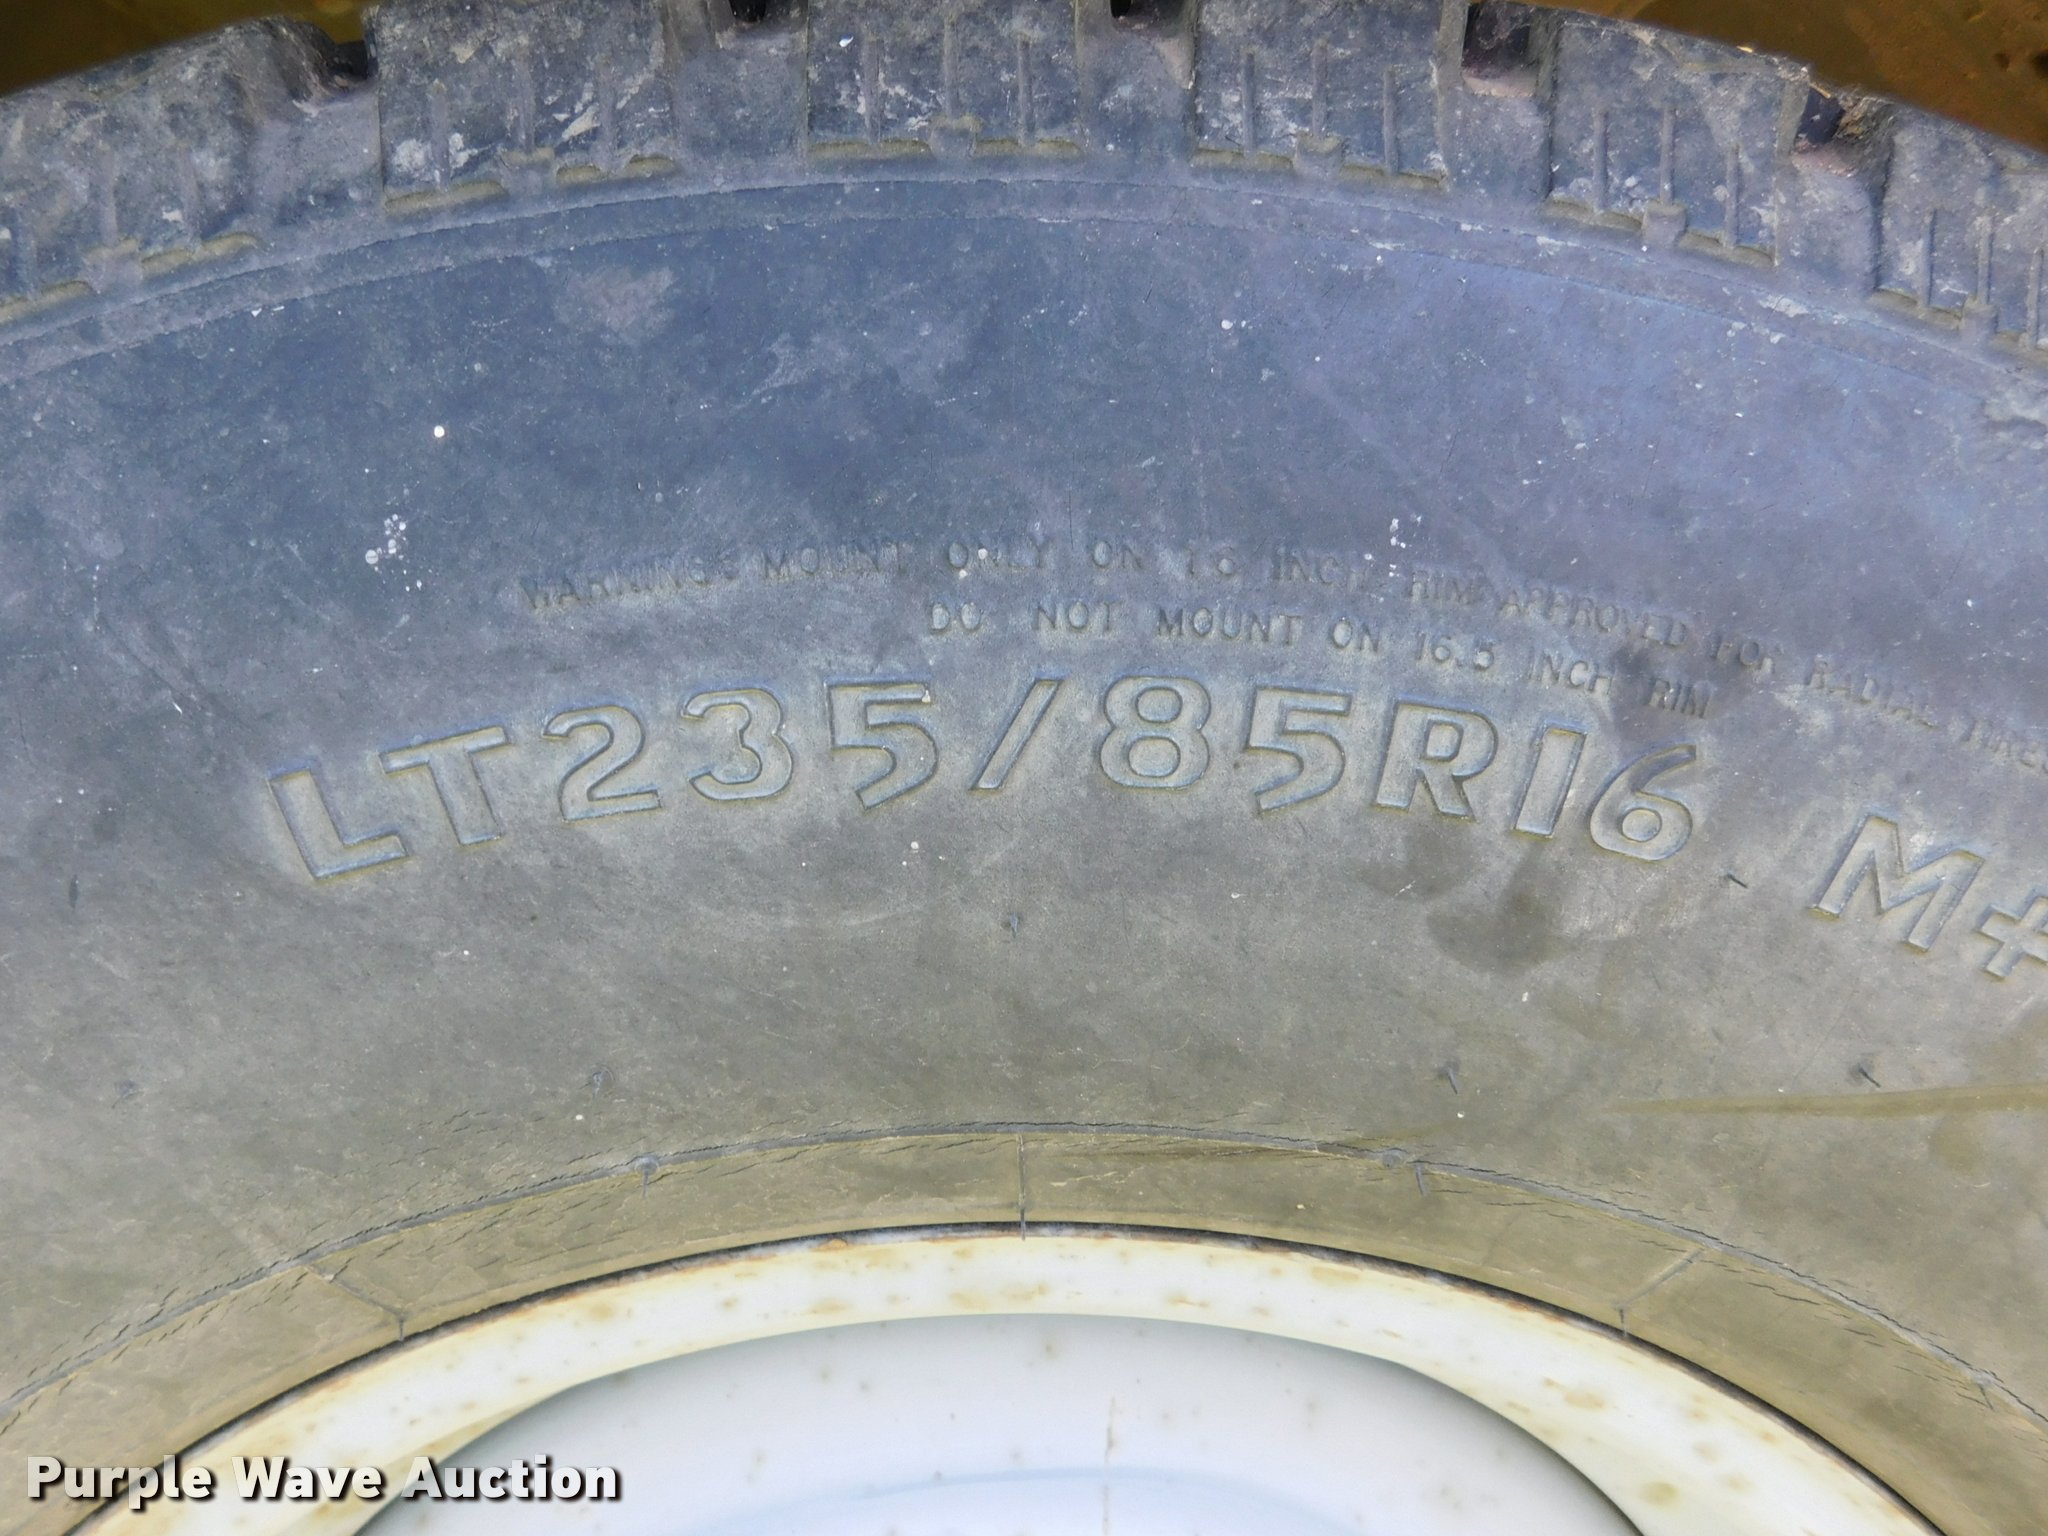 WARNING: MOUNT ONLY ON 16 INCH RIM APPROVED FOR RADIAL TIRES
DO NOT MOUNT ON 16.5 INCH RIM
LT235/85R16 M+
Purple Wave Auction